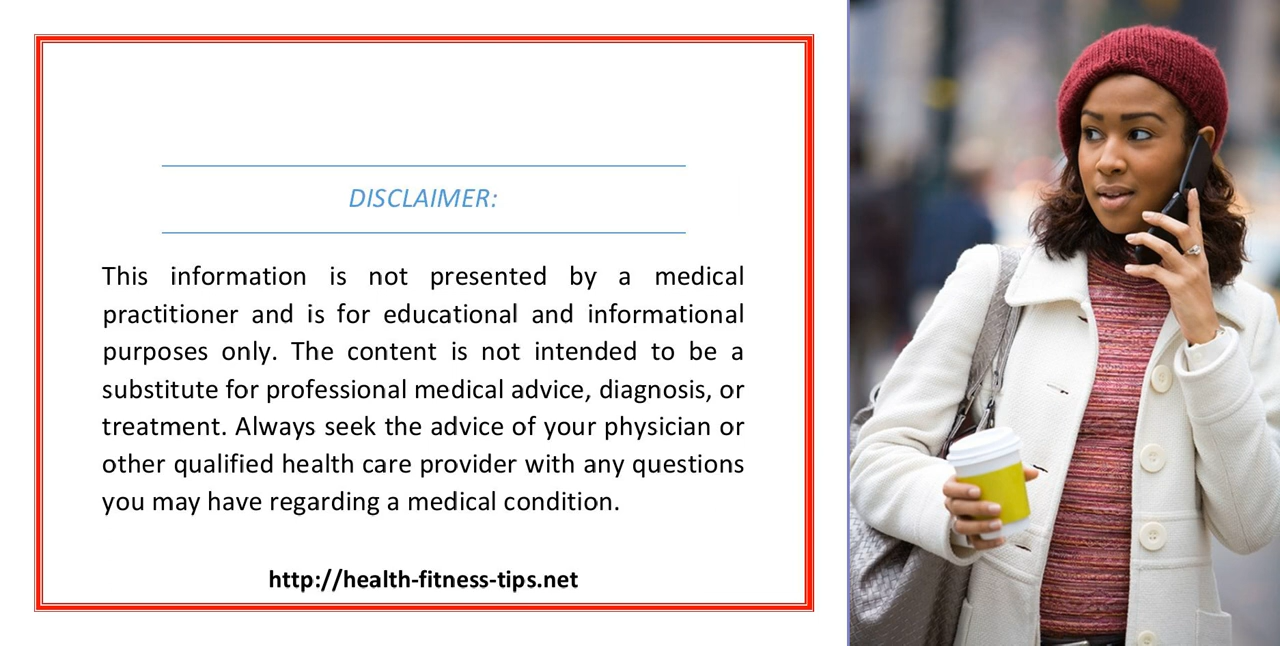 DISCLAIMER:
This information is not presented by a medical
practitioner and is for educational and informational
purposes only. The content is not intended to be a
substitute for professional medical advice, diagnosis, or
treatment. Always seek the advice of your physician or
other qualified health care provider with any questions
you may have regarding a medical condition.
http://health-fitness-tips.net